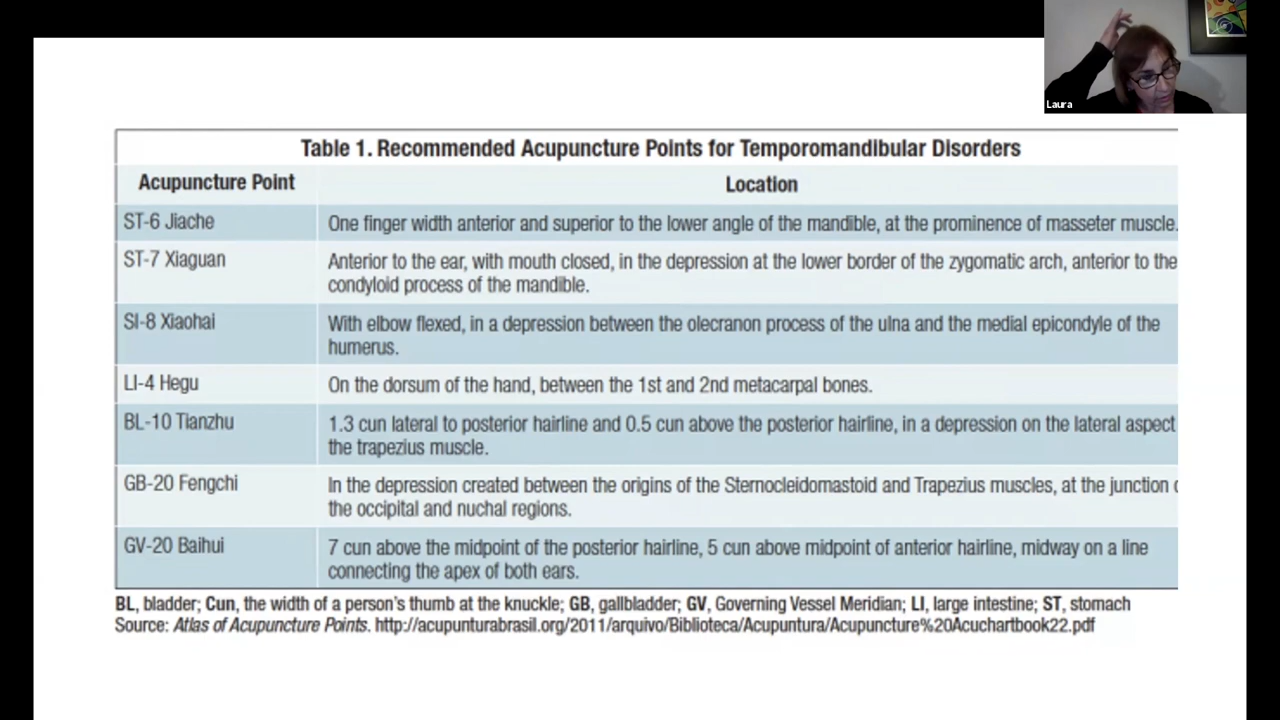 Laura
Table 1. Recommended Acupuncture Points for Temporomandibular Disorders
Acupuncture Point Location
ST-6 Jiache One finger width anterior and superior to the lower angle of the mandible, at the prominence of masseter muscle.
ST-7 Xiaguan Anterior to the ear, with mouth closed, in the depression at the lower border of the zygomatic arch, anterior to the
condyloid process of the mandible.
SI-8 Xiaohai With elbow flexed, in a depression between the olecranon process of the ulna and the medial epicondyle of the
humerus.
LI-4 Hegu On the dorsum of the hand, between the 1st and 2nd metacarpal bones.
BL-10 Tianzhu 1.3 cun lateral to posterior hairline and 0.5 cun above the posterior hairline, in a depression on the lateral aspect
the trapezius muscle.
GB-20 Fengchi In the depression created between the origins of the Sternocleidomastoid and Trapezius muscles, at the junction
the occipital and nuchal regions.
GV-20 Baihui 7 cun above the midpoint of the posterior hairline, 5 cun above midpoint of anterior hairline, midway on a line
connecting the apex of both ears.
BL, bladder; Cun, the width of a person's thumb at the knuckle; GB, gallbladder; GV, Governing Vessel Meridian; LI, large intestine; ST, stomach
Source: Atlas of Acupuncture Points. http://acupunturabrasil.org/2011/arquivo/Biblioteca/Acupuntura/Acupuncture%20Acuchartbook22.pdf